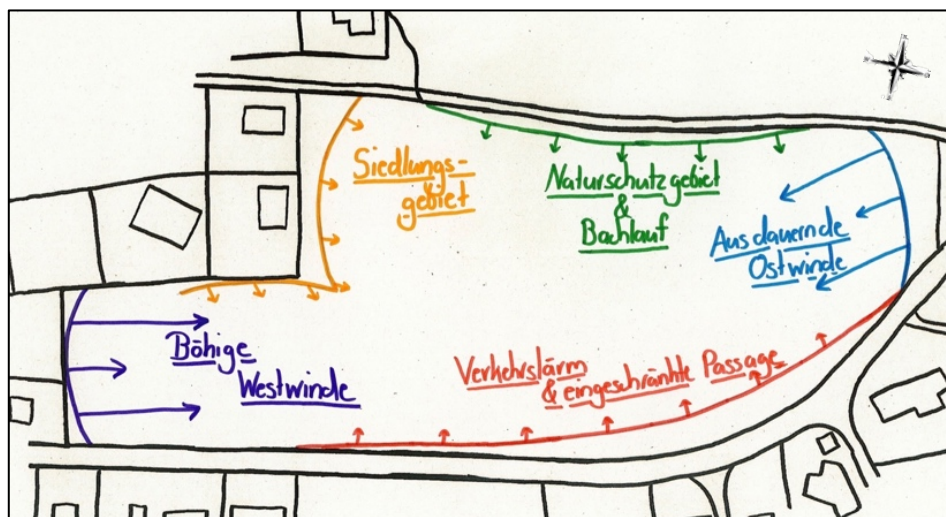 Siedlungs-
gebiet
Naturschutzgebiet
&
Bachlauf
Ausdauernde
Ostwinde
Böhige
Westwinde
Verkehrslärm
& eingeschränkte Passage